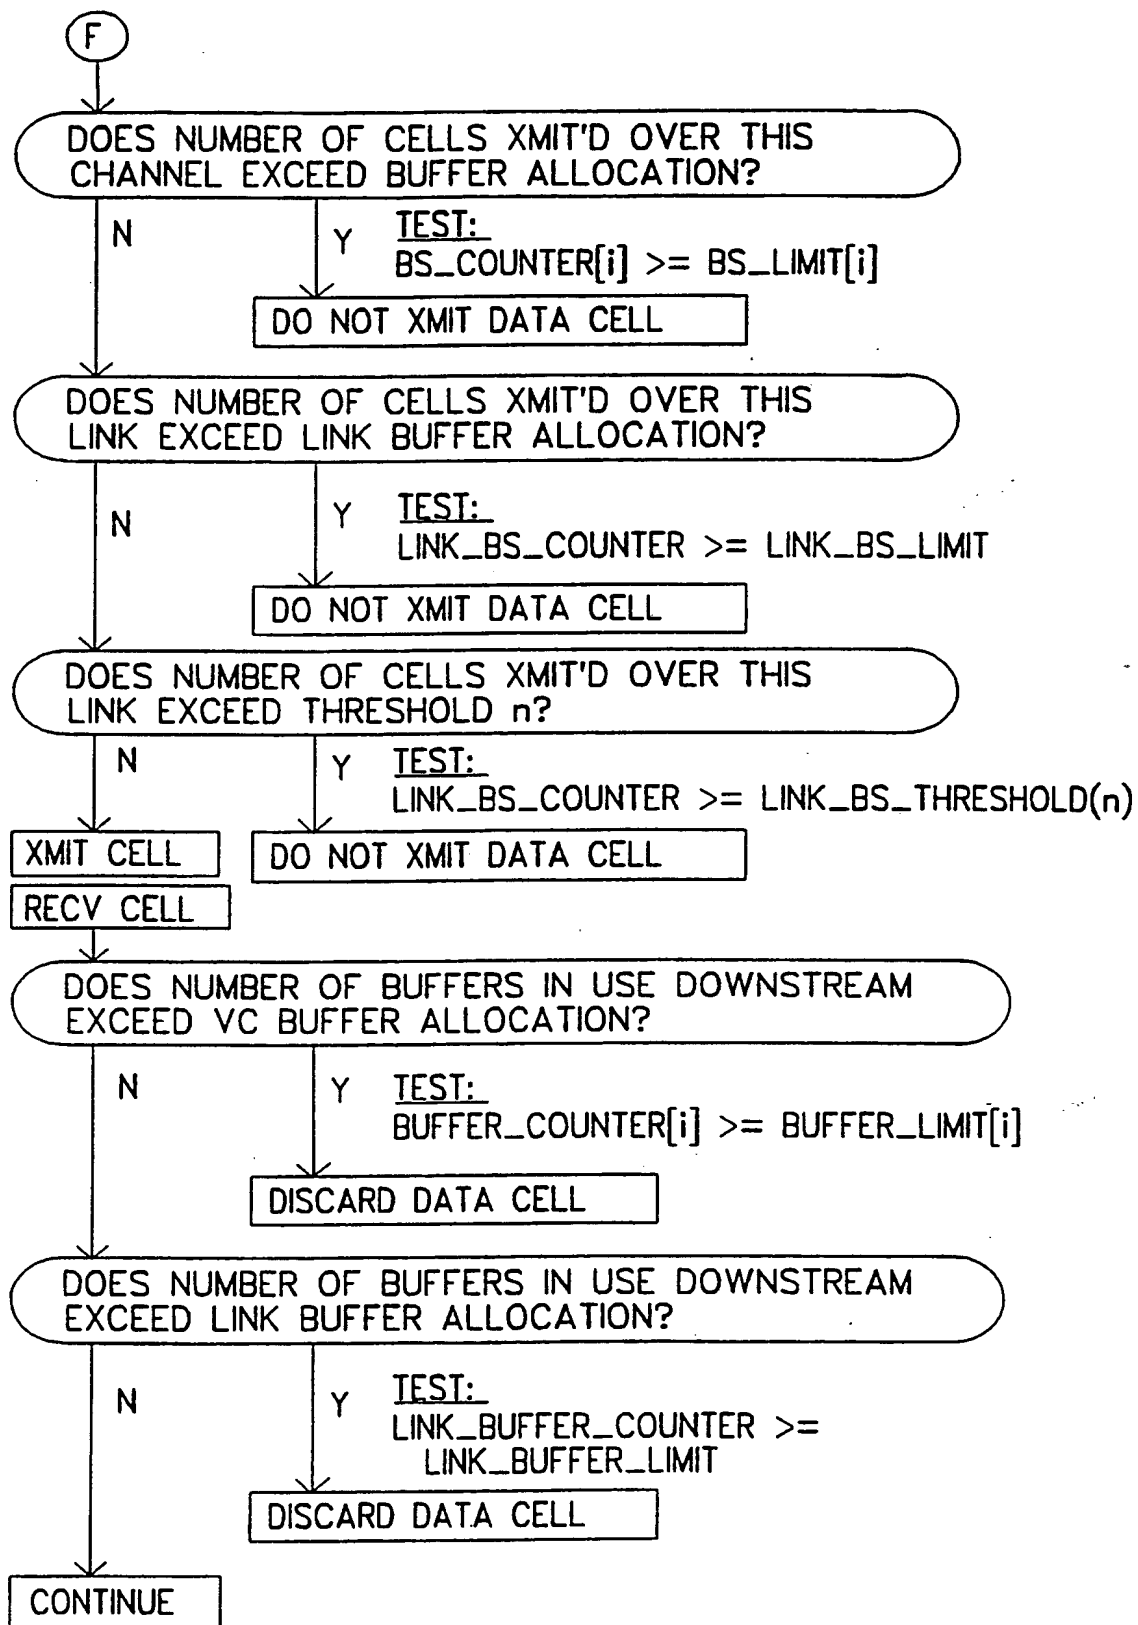 F
DOES NUMBER OF CELLS XMIT'D OVER THIS
CHANNEL EXCEED BUFFER ALLOCATION?
N
Y
TEST:
BS_COUNTER[i] >= BS_LIMIT[i]
DO NOT XMIT DATA CELL
DOES NUMBER OF CELLS XMIT'D OVER THIS
LINK EXCEED LINK BUFFER ALLOCATION?
N
Y
TEST:
LINK_BS_COUNTER >= LINK_BS_LIMIT
DO NOT XMIT DATA CELL
DOES NUMBER OF CELLS XMIT'D OVER THIS
LINK EXCEED THRESHOLD n?
N
Y
TEST:
LINK_BS_COUNTER >= LINK_BS_THRESHOLD(n)
XMIT CELL
DO NOT XMIT DATA CELL
RECV CELL
DOES NUMBER OF BUFFERS IN USE DOWNSTREAM
EXCEED VC BUFFER ALLOCATION?
N
Y
TEST:
BUFFER_COUNTER[i] >= BUFFER_LIMIT[i]
DISCARD DATA CELL
DOES NUMBER OF BUFFERS IN USE DOWNSTREAM
EXCEED LINK BUFFER ALLOCATION?
N
Y
TEST:
LINK_BUFFER_COUNTER >=
LINK_BUFFER_LIMIT
DISCARD DATA CELL
CONTINUE